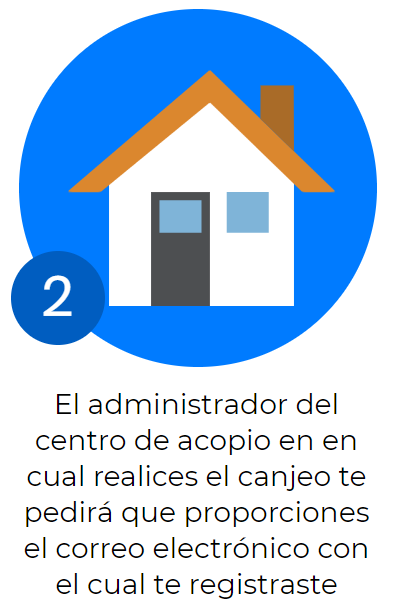 2
El administrador del
centro de acopio en en
cual realices el canjeo te
pedirá que proporciones
el correo electrónico con
el cual te registraste